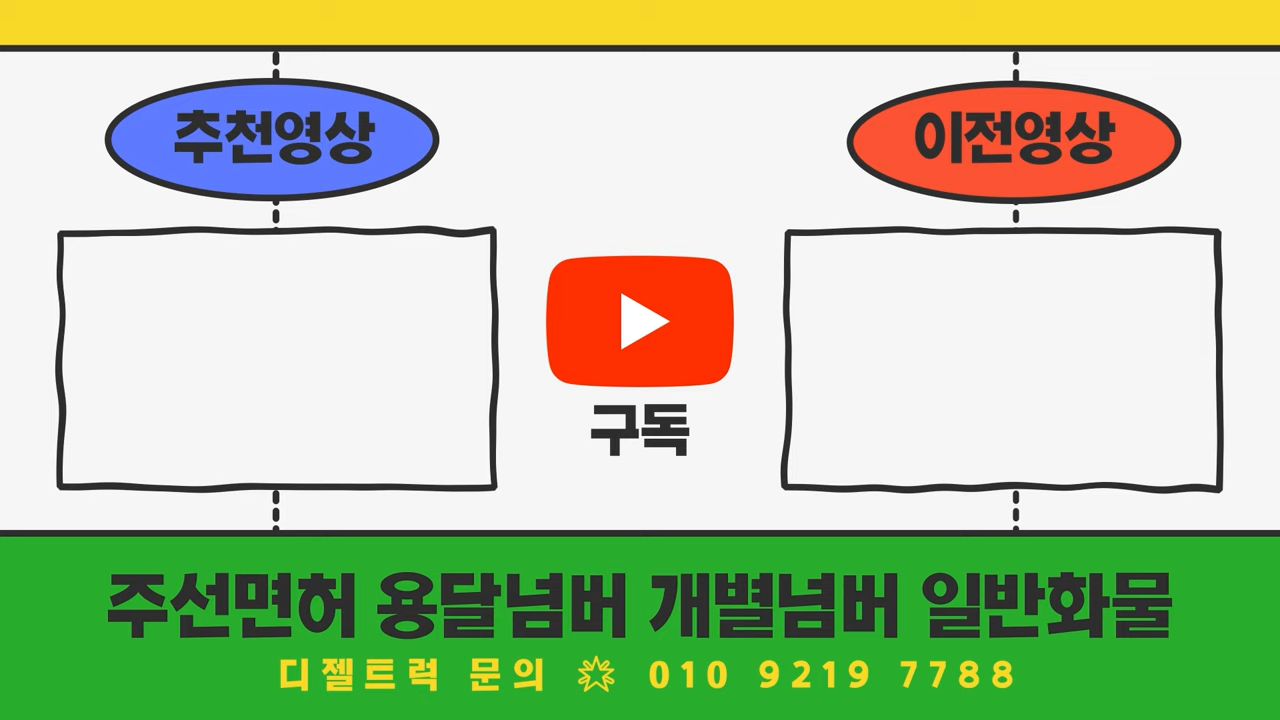 추천영상
이전영상
구독
주선면허 용달넘버 개별넘버 일반화물
디젤트럭 문의 010 9219 7788